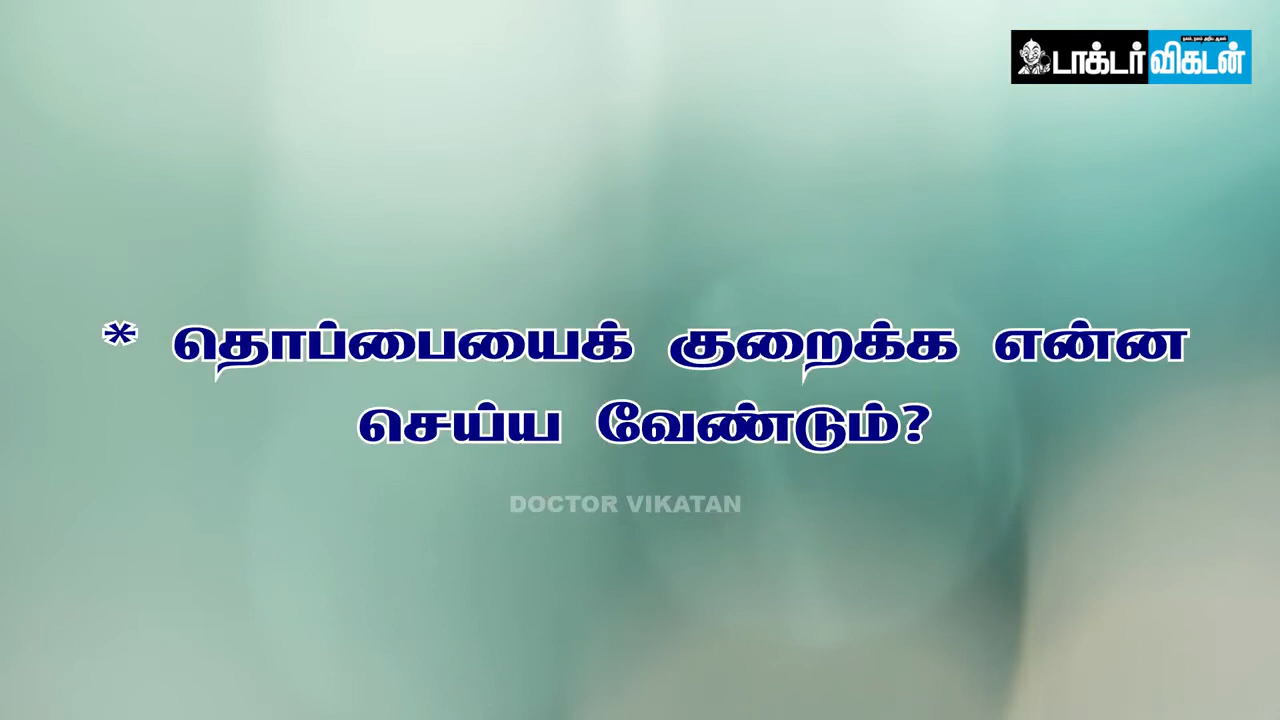 டாக்டர் விகடன்
* தொப்பையைக் குறைக்க என்ன
செய்ய வேண்டும்?
DOCTOR VIKATAN